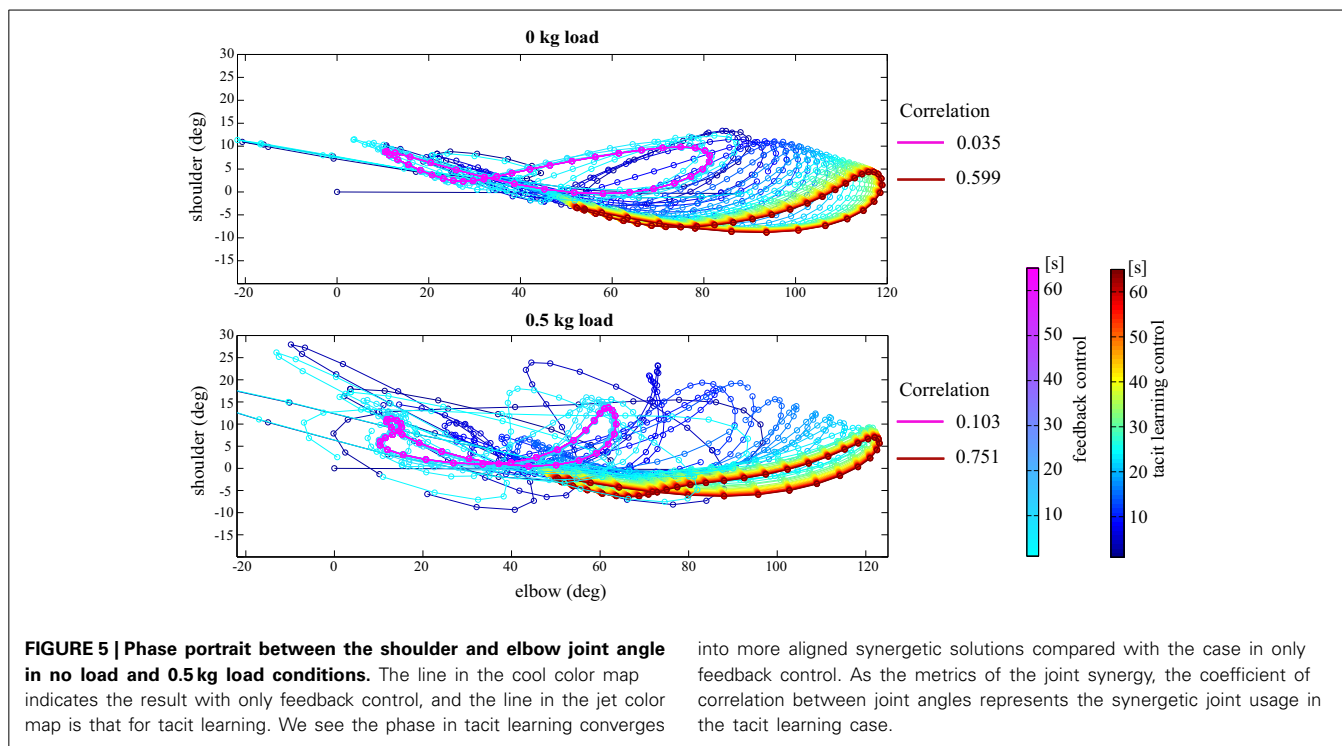 0 kg load
30
25
20
15
10
5
0
-5
-10
-15
shoulder (deg)
-20 0 20 40 60 80 100 120
Correlation
0.035
0.599
0.5 kg load
30
25
20
15
10
5
0
-5
-10
-15
shoulder (deg)
-20 0 20 40 60 80 100 120
elbow (deg)
Correlation
0.103
0.751
[s]
60
50
40
30
20
10
feedback control
[s]
60
50
40
30
20
10
tacit learning control
FIGURE 5 | Phase portrait between the shoulder and elbow joint angle
in no load and 0.5 kg load conditions. The line in the cool color map
indicates the result with only feedback control, and the line in the jet color
map is that for tacit learning. We see the phase in tacit learning converges
into more aligned synergetic solutions compared with the case in only
feedback control. As the metrics of the joint synergy, the coefficient of
correlation between joint angles represents the synergetic joint usage in
the tacit learning case.